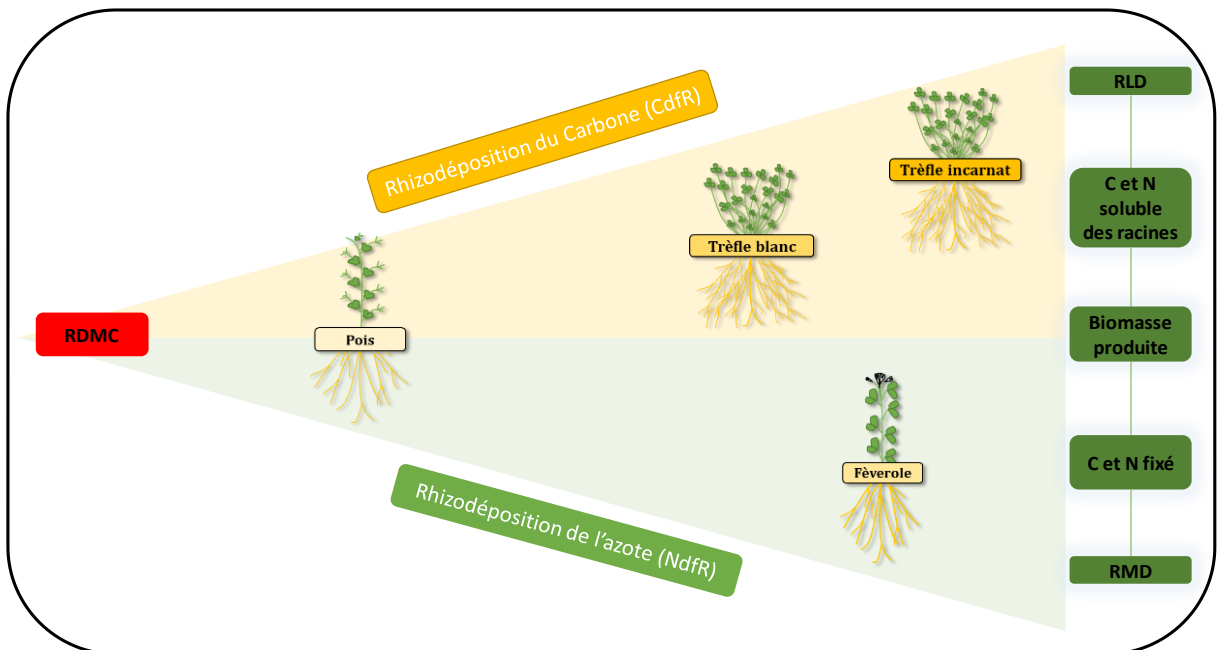 Rhizodéposition du Carbone (CdfR)
RLD
Trèfle incarnat
C et N
soluble
des racines
Trèfle blanc
RDMC
Pois
Biomasse
produite
Fèverole
C et N fixé
Rhizodéposition de l'azote (NdfR)
RMD